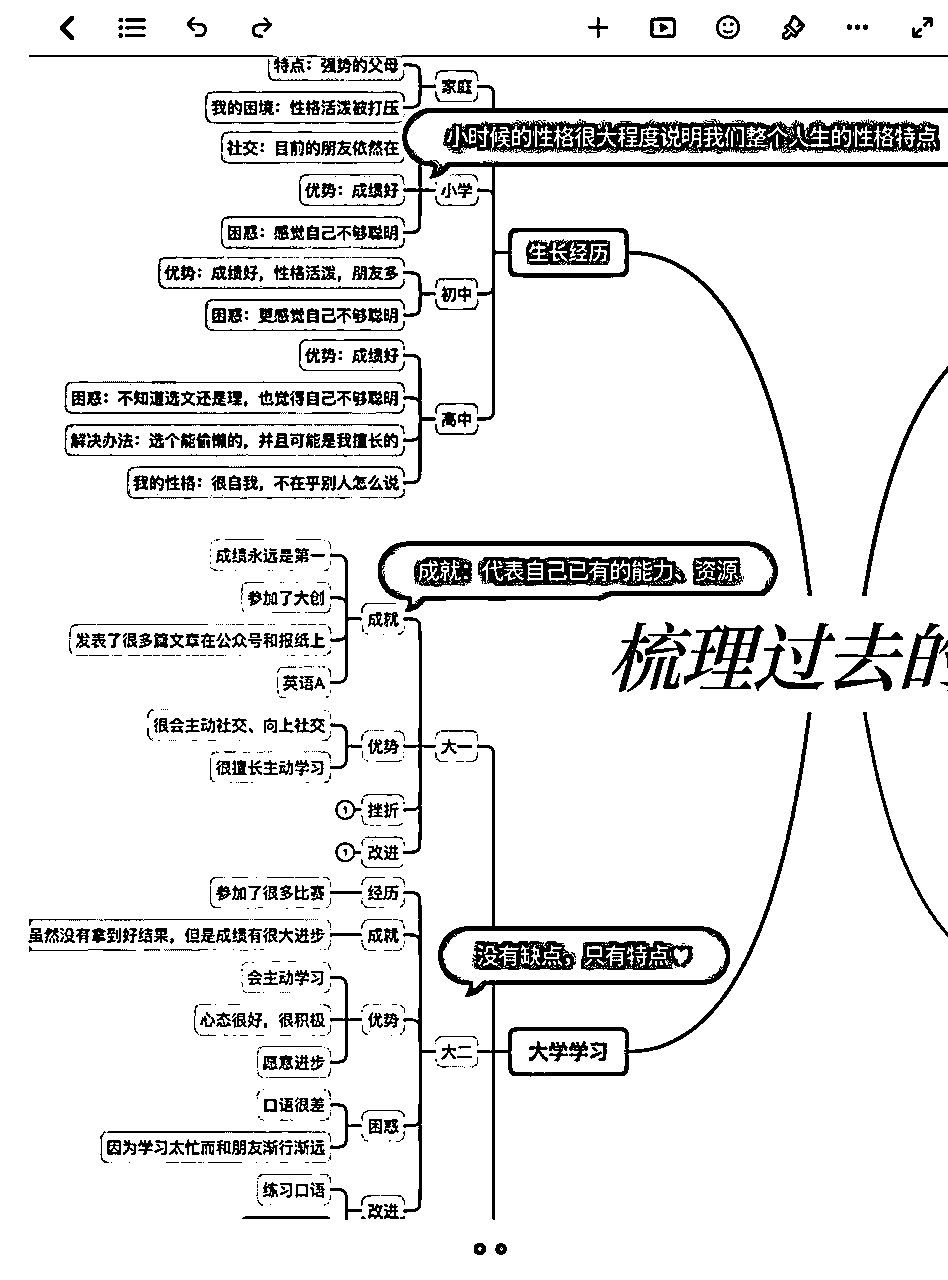 特点：强势的父母
家庭
我的困境：性格活泼被打压
小时候的性格很大程度说明我们整个人生的性格特点
社交：目前的朋友依然在
优势：成绩好
小学
困惑：感觉自己不够聪明
生长经历
优势：成绩好，性格活泼，朋友多
初中
困惑：更感觉自己不够聪明
优势：成绩好
困惑：不知道选文还是理，也觉得自己不够聪明
高中
解决办法：选个能偷懒的，并且可能是我擅长的
我的性格：很自我，不在乎别人怎么说
成绩永远是第一
成就：代表自己已有的能力、资源
参加了大创
成就
发表了很多篇文章在公众号和报纸上
梳理过去的
英语A
很会主动社交、向上社交
优势
大一
很擅长主动学习
1
挫折
1
改进
参加了很多比赛
经历
虽然没有拿到好结果，但是成绩有很大进步
成就
没有缺点，只有特点♡
会主动学习
心态很好，很积极
优势
大二
大学学习
愿意进步
口语很差
困惑
因为学习太忙而和朋友渐行渐远
练习口语
改进